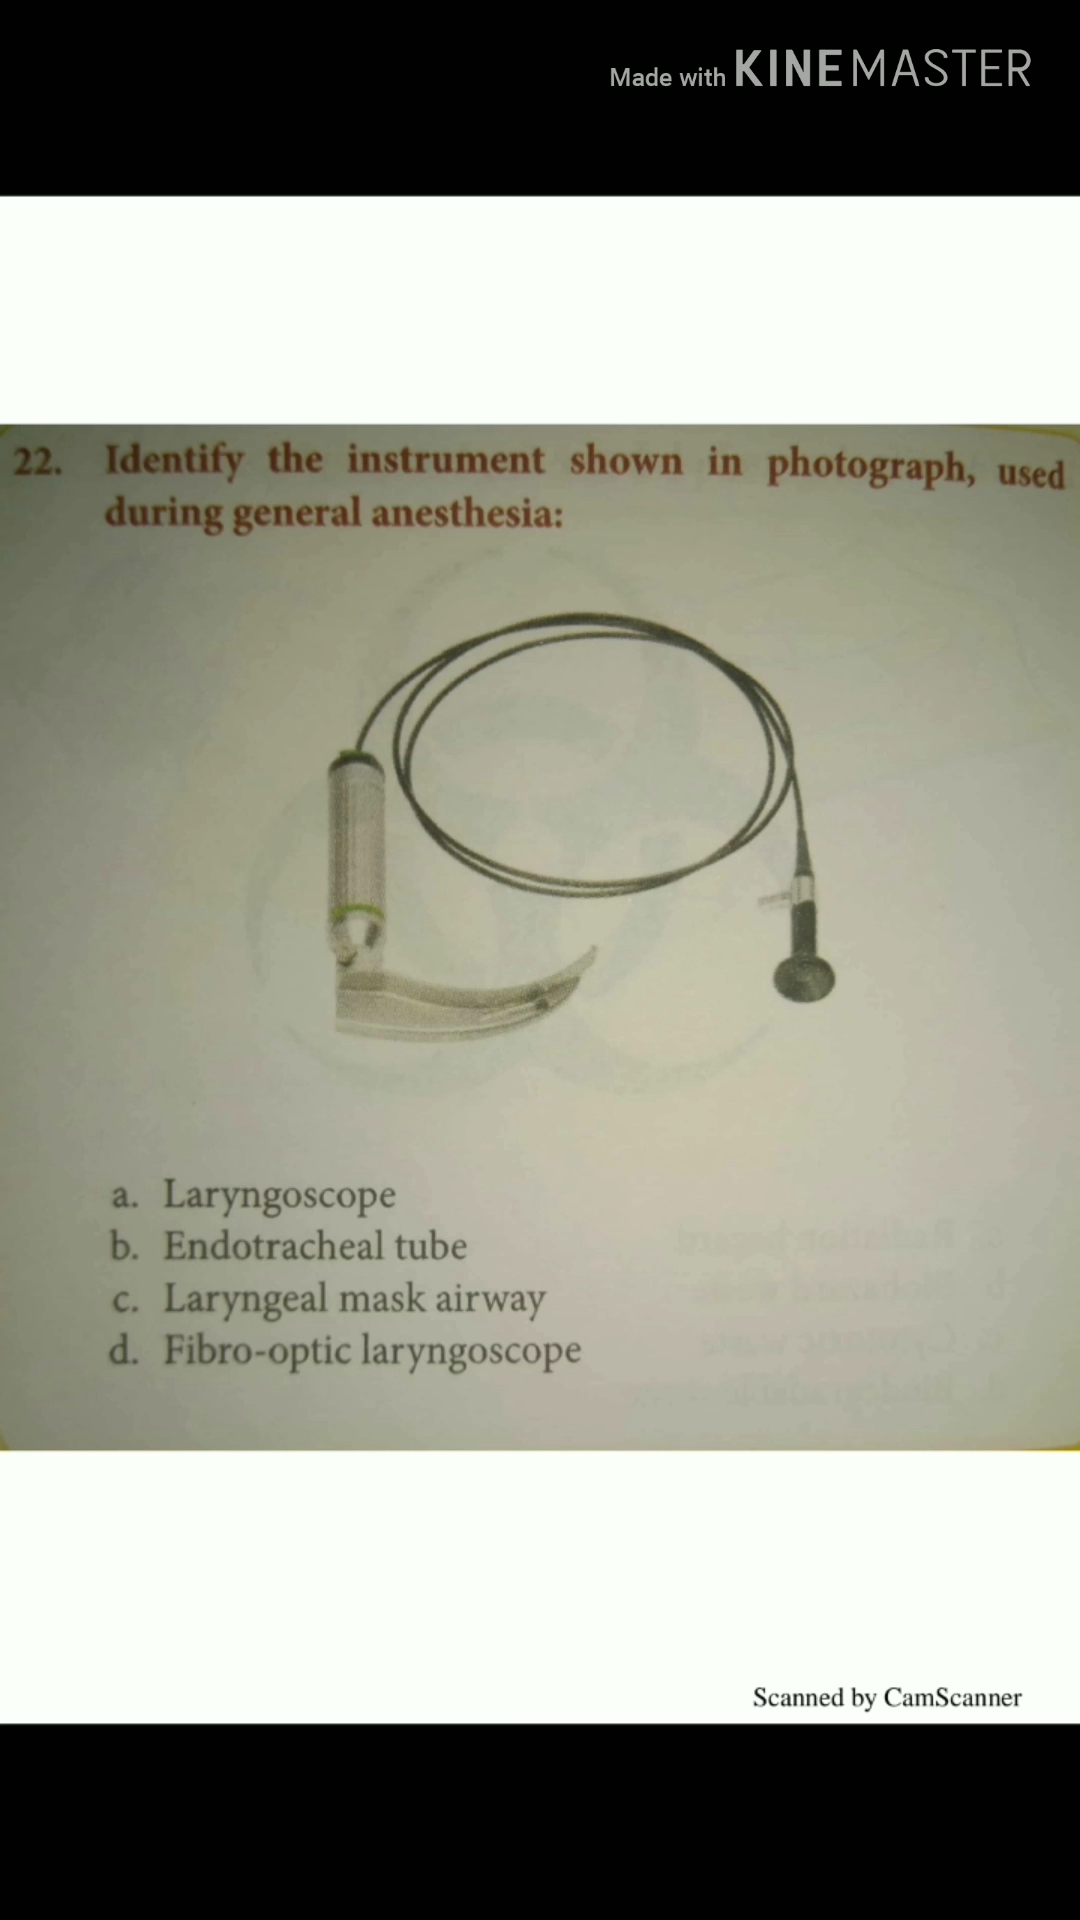 Made with KINEMASTER
22. Identify the instrument shown in photograph, used
during general anesthesia:
a. Laryngoscope
b. Endotracheal tube
c. Laryngeal mask airway
d. Fibro-optic laryngoscope
Scanned by CamScanner